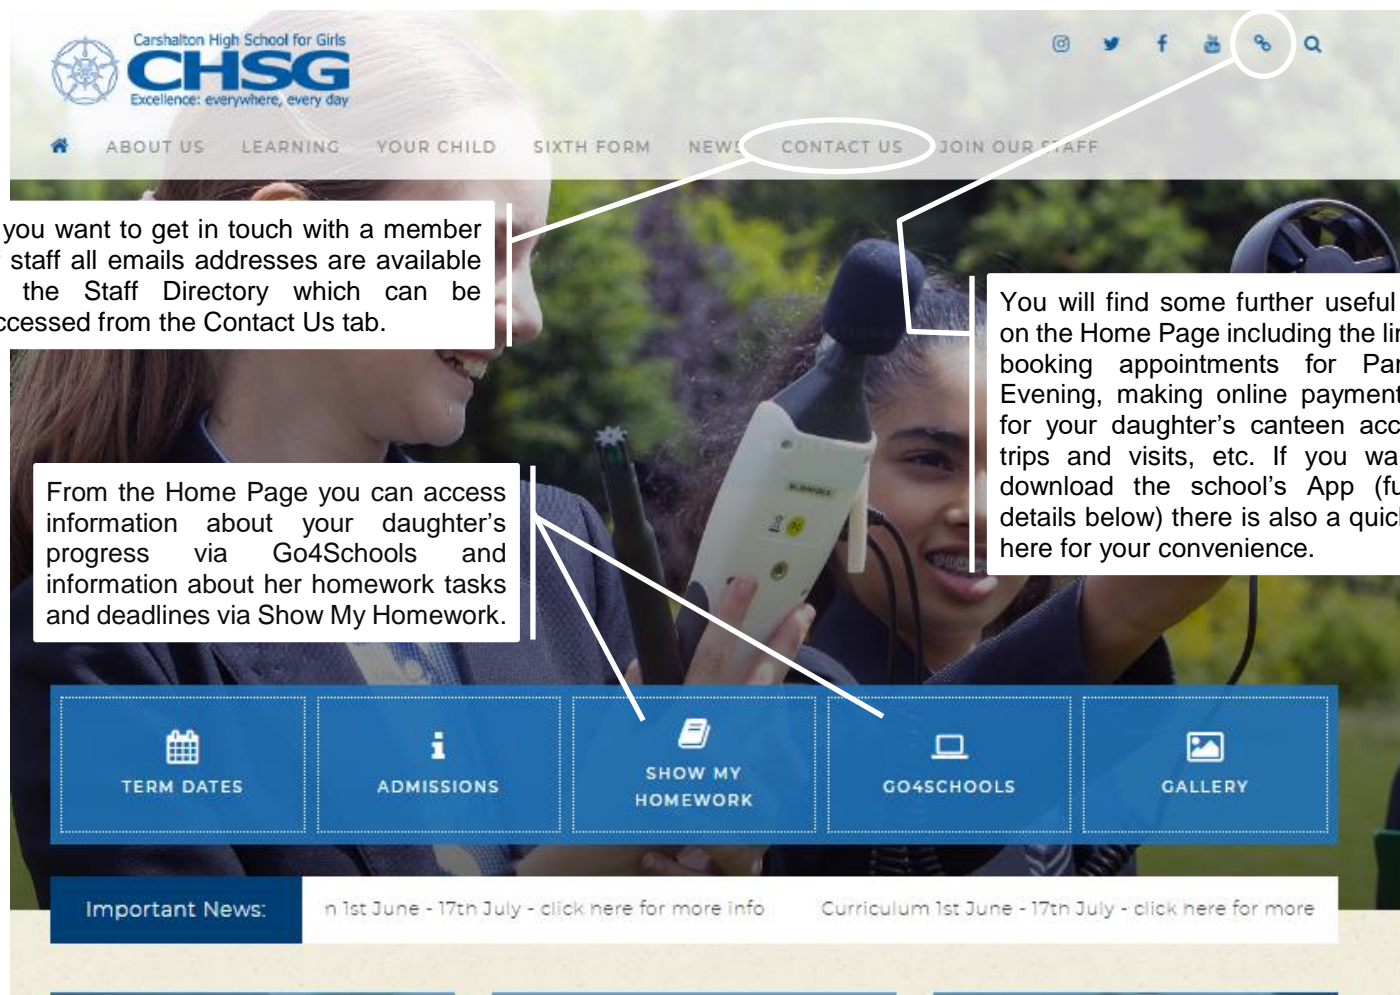 Carshalton High School for Girls
CHSG
Excellence: everywhere, every day
ABOUT US LEARNING YOUR CHILD SIXTH FORM NEWS CONTACT US JOIN OUR STAFF
you want to get in touch with a member
staff all emails addresses are available
the Staff Directory which can be
from the Contact Us tab.
You will find some further useful
on the Home Page including the
booking appointments for
Evening, making online
for your daughter's canteen
trips and visits, etc. If you
download the school's App
details below) there is also a
here for your convenience.
From the Home Page you can access
information about your daughter's
progress via Go4Schools and
information about her homework tasks
and deadlines via Show My Homework.
TERM DATES
ADMISSIONS
SHOW MY
HOMEWORK
GO4SCHOOLS
GALLERY
Important News:
n 1st June - 17th July - click here for more info Curriculum 1st June - 17th July - click here for more